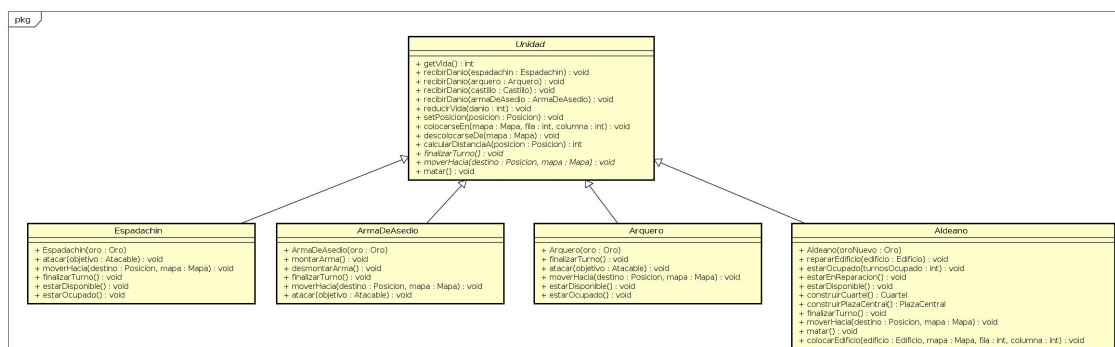 pkg
Unidad
+ getVida() : int
+ recibirDanio(espadachin : Espadachin) : void
+ recibirDanio(arquero : Arquero) : void
+ recibirDanio(castillo : Castillo) : void
+ recibirDanio(armaDeAsedio : ArmaDeAsedio) : void
+ reducirVida(danio : int) : void
+ setPosicion(posicion : Posicion) : void
+ colocarseEn(mapa : Mapa, fila : int, columna : int) : void
+ descolocarseDe(mapa : Mapa) : void
+ calcularDistanciaA(posicion : Posicion) : int
+ finalizarTurno() : void
+ moverHacia(destino : Posicion, mapa : Mapa) : void
+ matar() : void
Espadachin
+ Espadachin(oro : Oro)
+ atacar(objetivo : Atacable) : void
+ moverHacia(destino : Posicion, mapa : Mapa) : void
+ finalizarTurno() : void
+ estarDisponible() : void
+ estarOcupado() : void
ArmaDeAsedio
+ ArmaDeAsedio(oro : Oro)
+ montarArma() : void
+ desmontarArma() : void
+ finalizarTurno() : void
+ moverHacia(destino : Posicion, mapa : Mapa) : void
+ atacar(objetivo : Atacable) : void
Arquero
+ Arquero(oro : Oro)
+ finalizarTurno() : void
+ atacar(objetivo : Atacable) : void
+ moverHacia(destino : Posicion, mapa : Mapa) : void
+ estarDisponible() : void
+ estarOcupado() : void
Aldeano
+ Aldeano(oroNuevo : Oro)
+ repararEdificio(edificio : Edificio) : void
+ estarOcupado(turnosOcupado : int) : void
+ estarEnReparacion() : void
+ estarDisponible() : void
+ construirCuartel() : Cuartel
+ construirPlazaCentral() : PlazaCentral
+ finalizarTurno() : void
+ moverHacia(destino : Posicion, mapa : Mapa) : void
+ matar() : void
+ colocarEdificio(edificio : Edificio, mapa : Mapa, fila : int, columna : int) : void